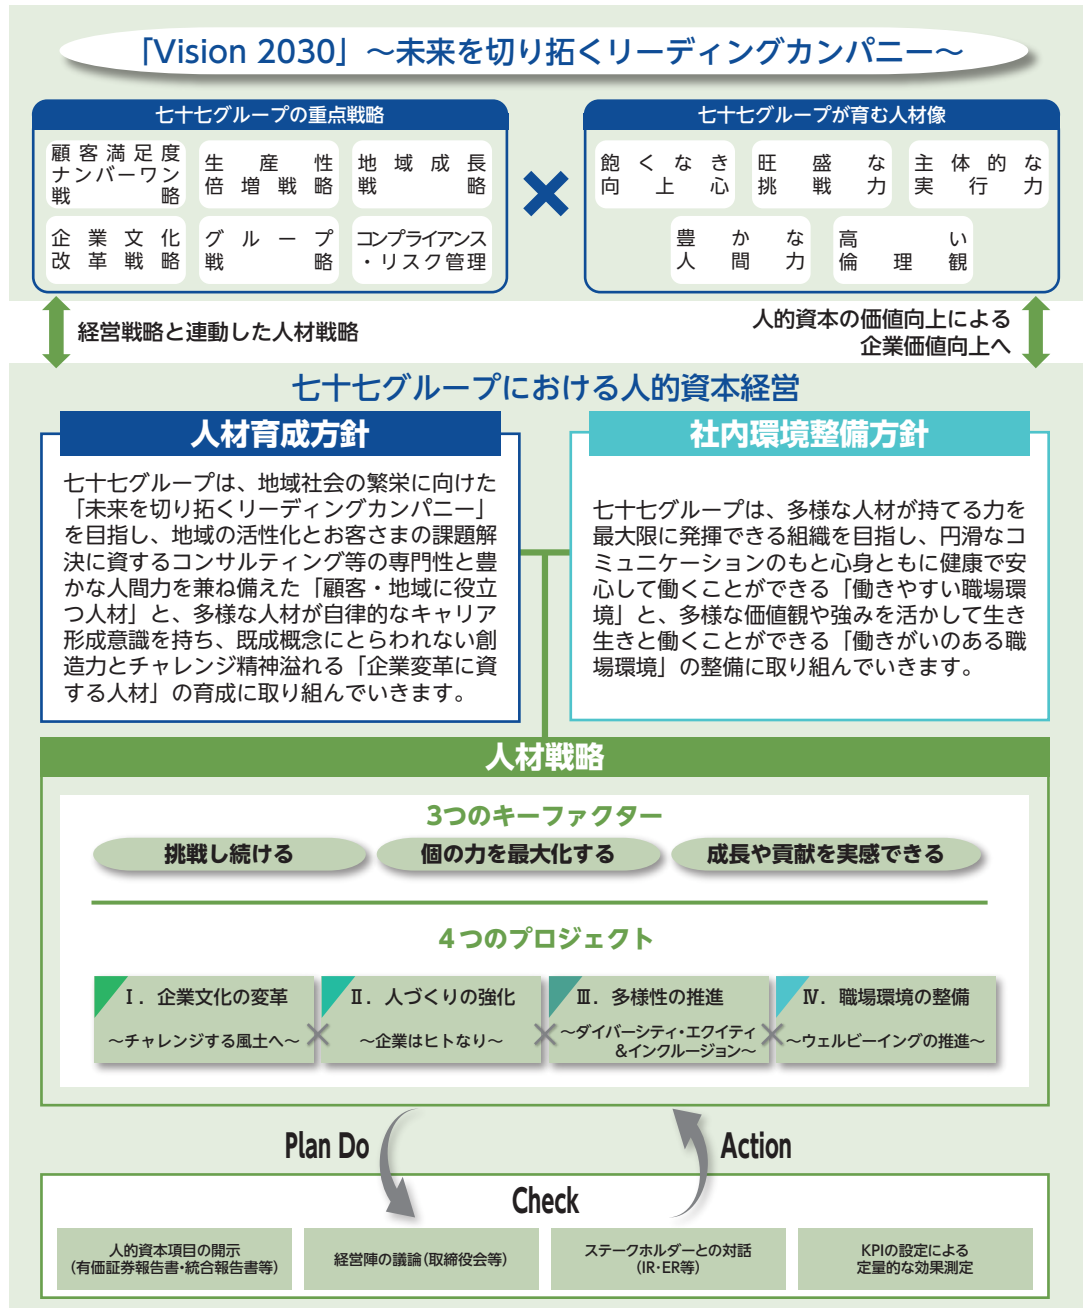 「Vision 2030」～未来を切り拓くリーディングカンパニー～
七十七グループの重点戦略
顧客満足度
ナンバーワン
戦略
生産性
倍増戦略
地域成長
戦略
企業文化
改革戦略
グループ
戦略
コンプライアンス
・リスク管理
×
七十七グループが育む人材像
飽くなき
向上心
旺盛な
挑戦力
主体的な
実行力
豊かな
人間力
高い
倫理観
経営戦略と連動した人材戦略
人的資本の価値向上による
企業価値向上へ
七十七グループにおける人的資本経営
人材育成方針
七十七グループは、地域社会の繁栄に向けた
「未来を切り拓くリーディングカンパニー」
を目指し、地域の活性化とお客さまの課題解
決に資するコンサルティング等の専門性と豊
かな人間力を兼ね備えた「顧客・地域に役立
つ人材」と、多様な人材が自律的なキャリア
形成意識を持ち、既成概念にとらわれない創
造力とチャレンジ精神溢れる「企業変革に資
する人材」の育成に取り組んでいきます。
社内環境整備方針
七十七グループは、多様な人材が持てる力を
最大限に発揮できる組織を目指し、円滑なコ
ミュニケーションのもと心身ともに健康で安
心して働くことができる「働きやすい職場環
境」と、多様な価値観や強みを活かして生き
生きと働くことができる「働きがいのある職
場環境」の整備に取り組んでいきます。
人材戦略
3つのキーファクター
挑戦し続ける
個の力を最大化する
成長や貢献を実感できる
4つのプロジェクト
Ⅰ．企業文化の変革
～チャレンジする風土へ～
×
Ⅱ．人づくりの強化
～企業はヒトなり～
×
Ⅲ．多様性の推進
～ダイバーシティ・エクイティ
＆インクルージョン～
×
Ⅳ．職場環境の整備
～ウェルビーイングの推進～
Plan Do
Action
Check
人的資本項目の開示
(有価証券報告書・統合報告書等)
経営陣の議論(取締役会等)
ステークホルダーとの対話
(IR・ER等)
KPIの設定による
定量的な効果測定